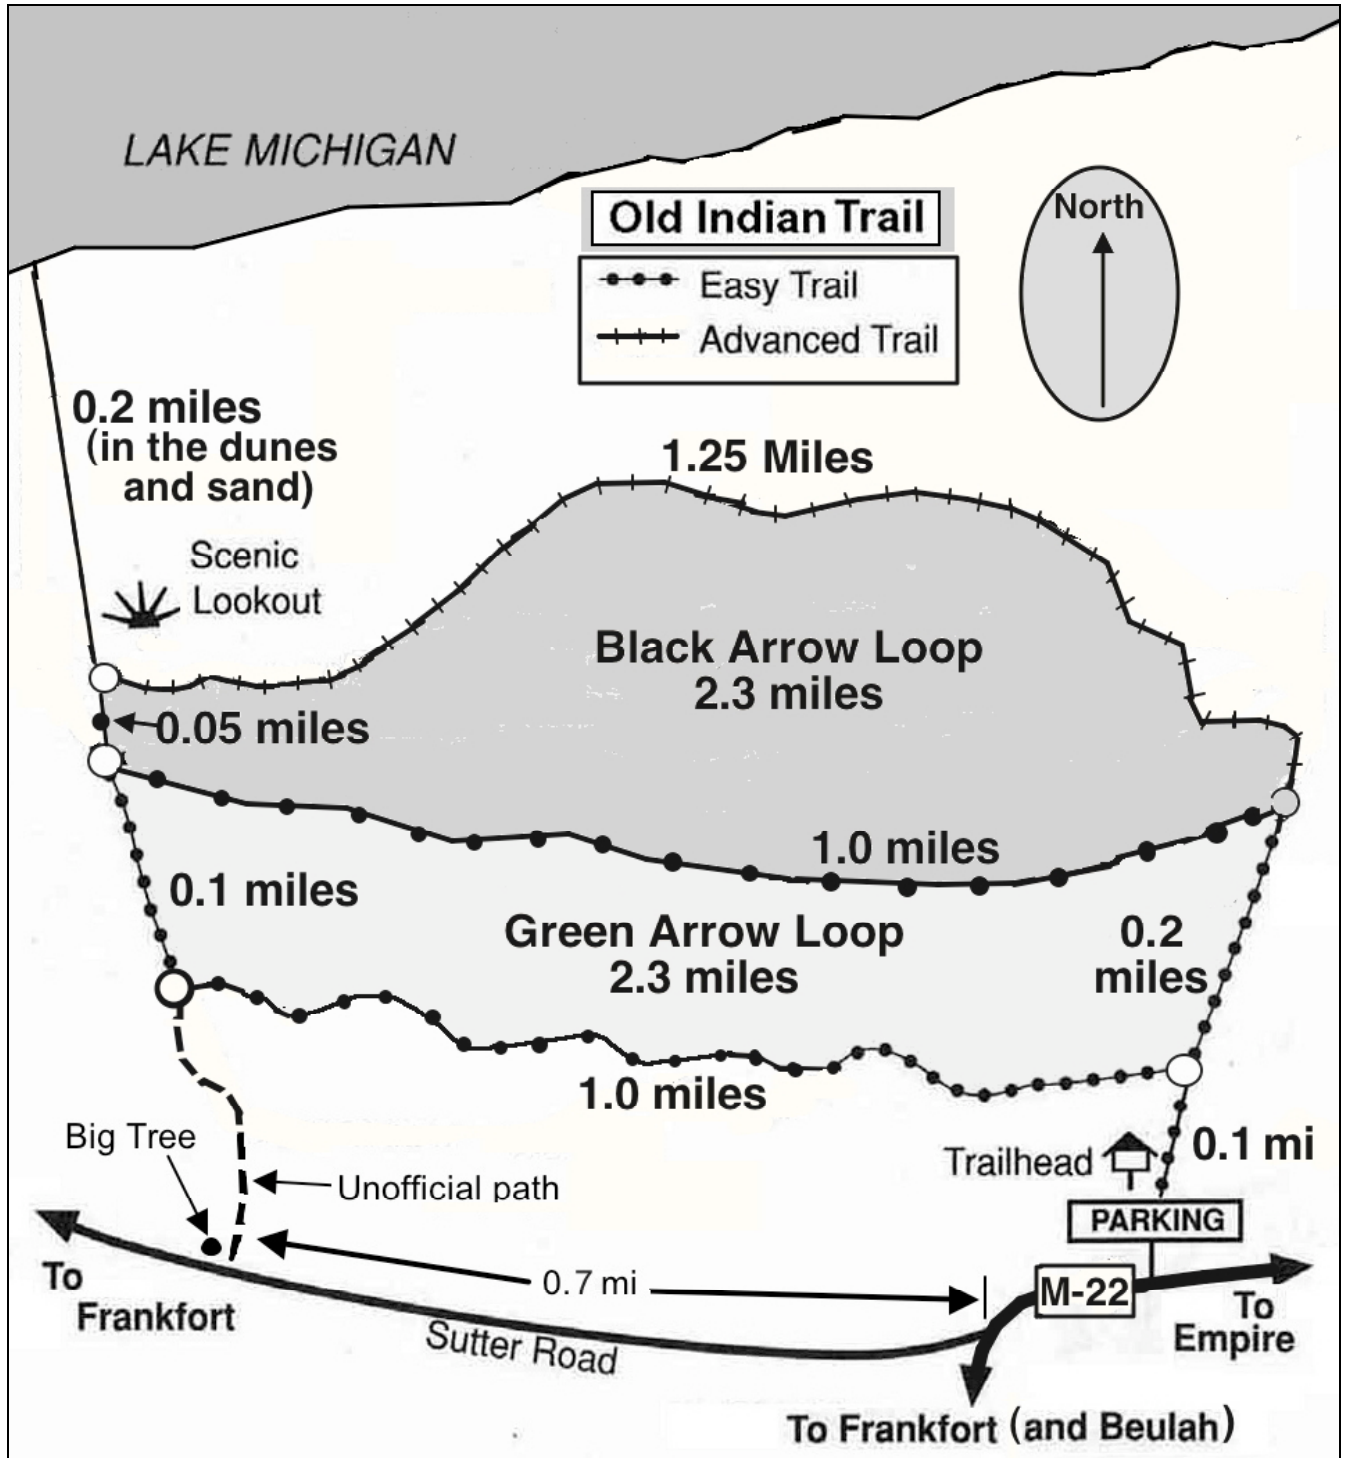 LAKE MICHIGAN
Old Indian Trail
Easy Trail
Advanced Trail
North
0.2 miles
(in the dunes
and sand)
Scenic
Lookout
1.25 Miles
Black Arrow Loop
2.3 miles
0.05 miles
1.0 miles
0.1 miles
Green Arrow Loop
2.3 miles
0.2
miles
1.0 miles
Big Tree
Unofficial path
Trailhead
0.1 mi
PARKING
To
Frankfort
0.7 mi
M-22
To
Empire
Sutter Road
To Frankfort (and Beulah)